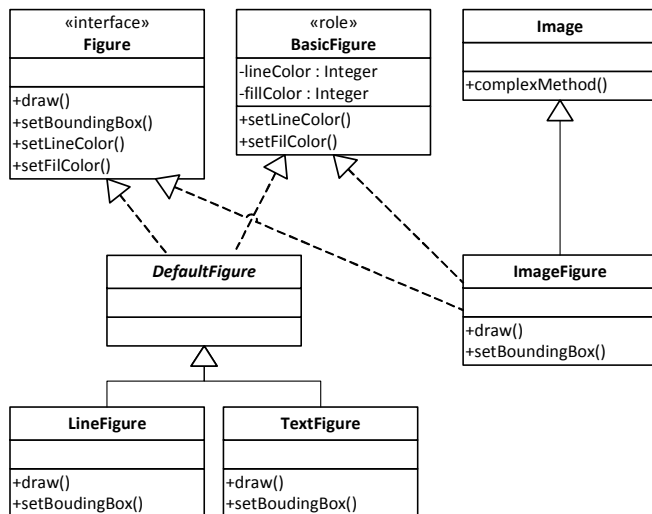 «interface»
Figure
+draw()
+setBoundingBox()
+setLineColor()
+setFilColor()
«role»
BasicFigure
-lineColor : Integer
-fillColor : Integer
+setLineColor()
+setFilColor()
Image
+complexMethod()
DefaultFigure
ImageFigure
+draw()
+setBoundingBox()
LineFigure
+draw()
+setBoudingBox()
TextFigure
+draw()
+setBoudingBox()